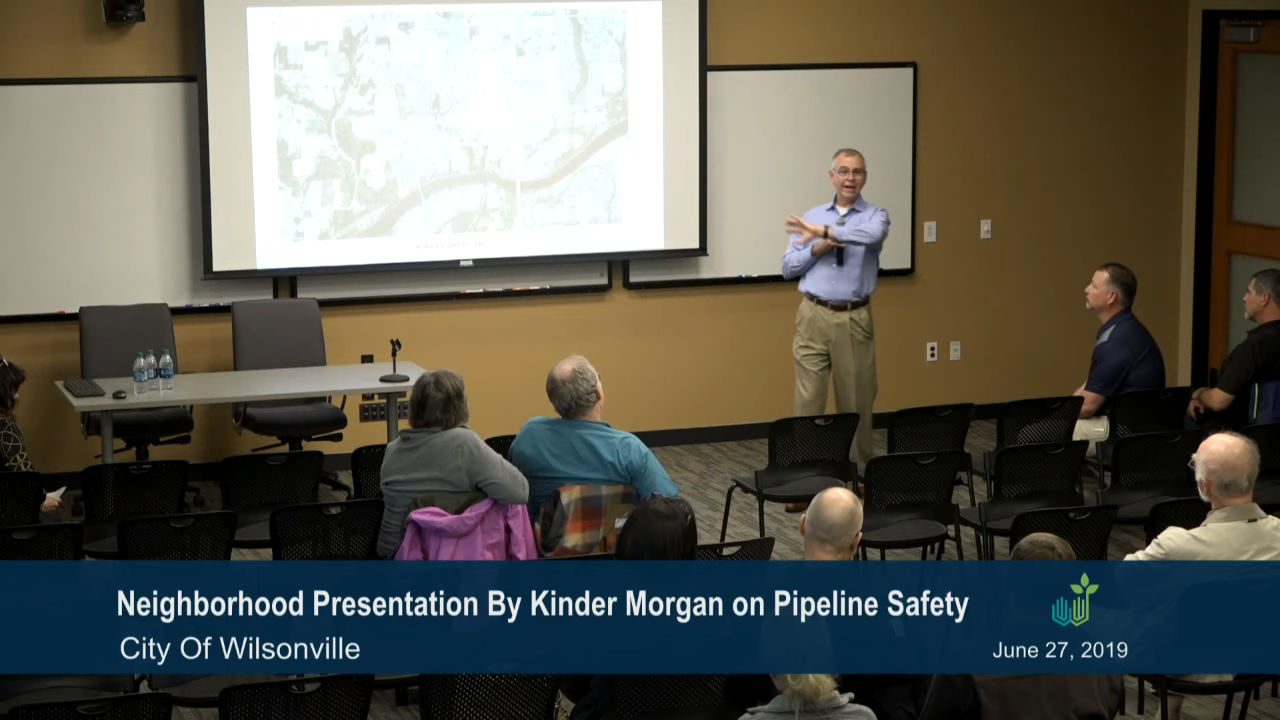 Neighborhood Presentation By Kinder Morgan on Pipeline Safety
City Of Wilsonville
June 27, 2019